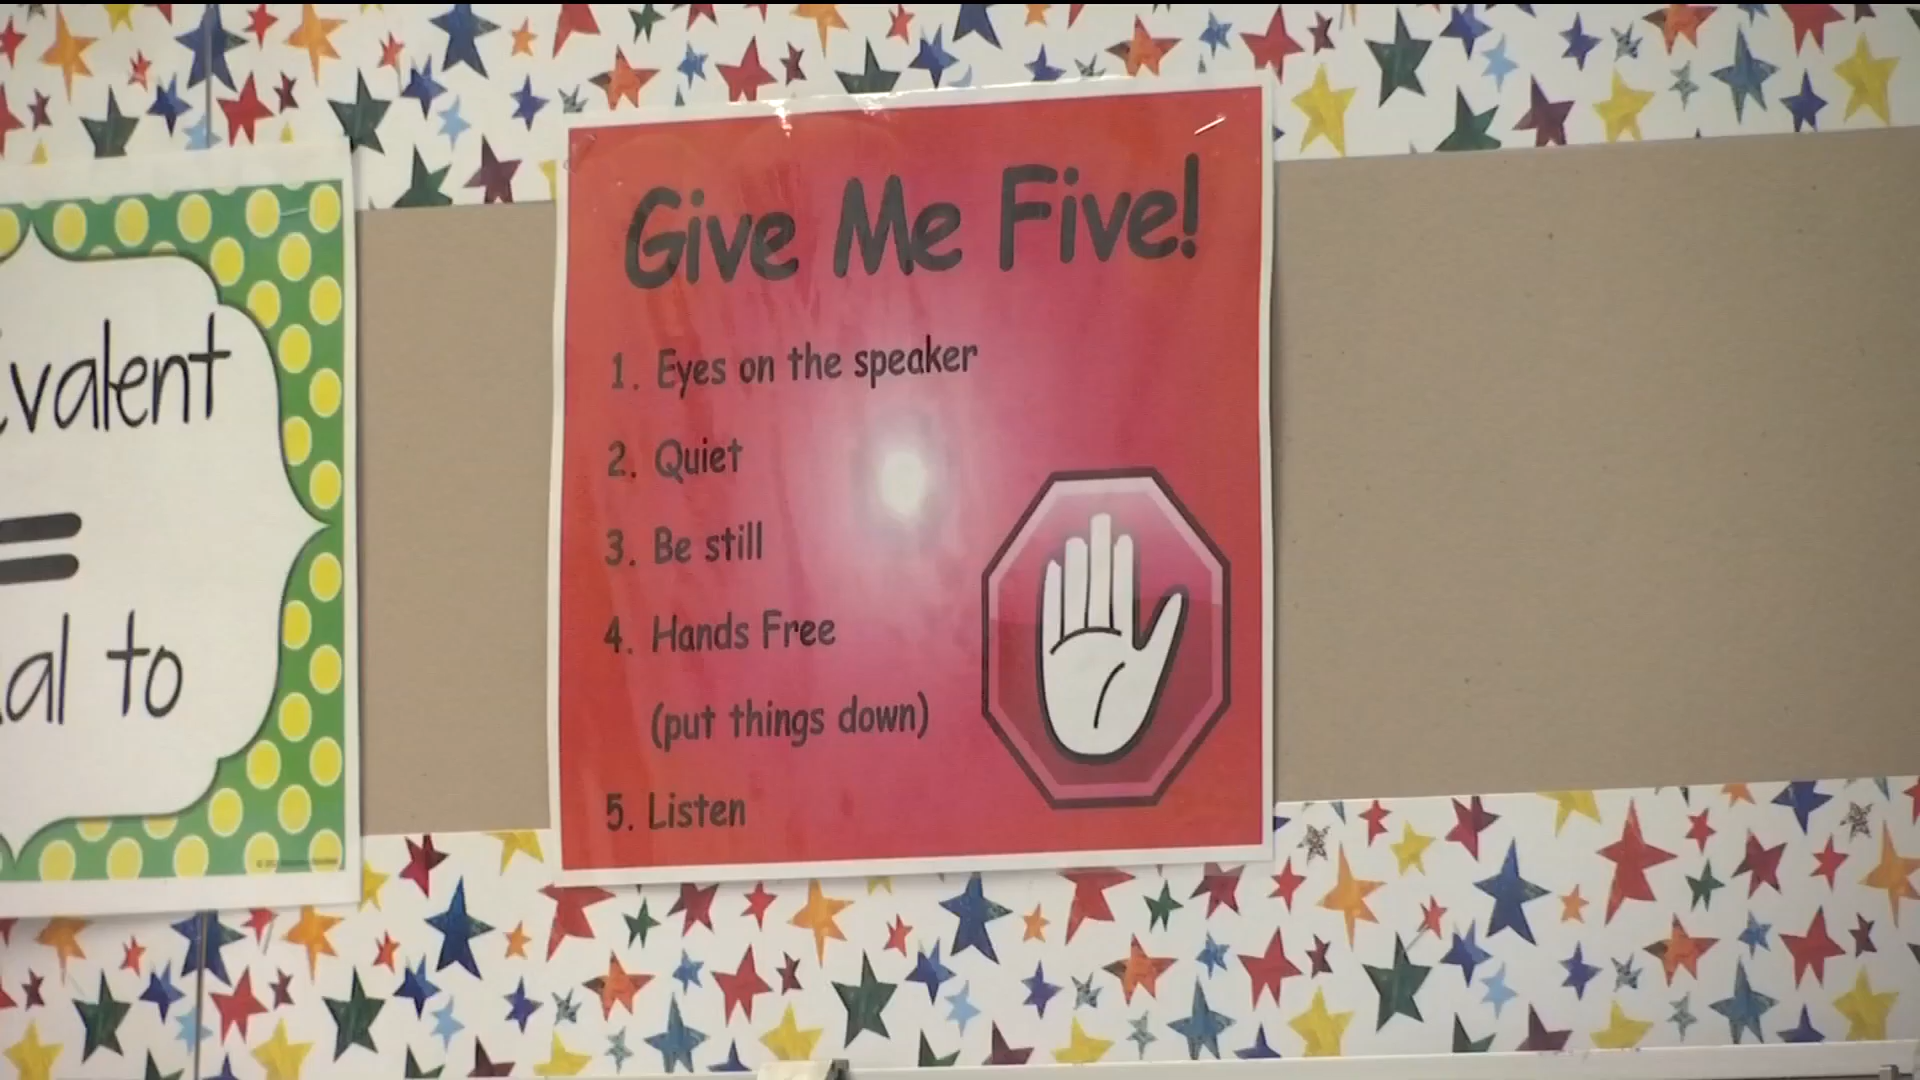 valent
=
al to
Give Me Five!
1. Eyes on the speaker
2. Quiet
3. Be still
4. Hands Free
(put things down)
5. Listen